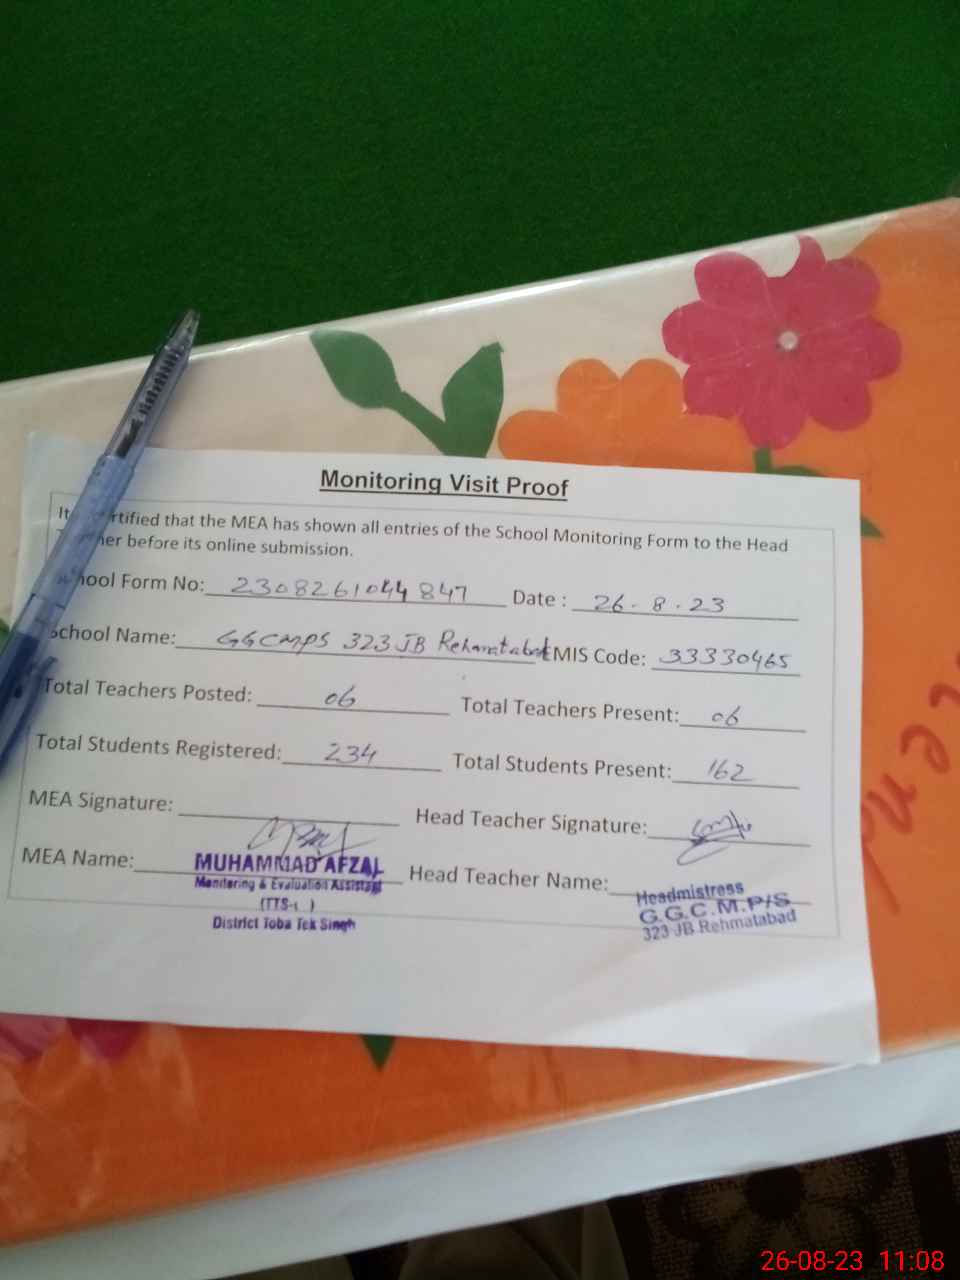 Monitoring Visit Proof
It rtified that the MEA has shown all entries of the School Monitoring Form to the Head
her before its online submission.
hool Form No: 2308261044847 Date : 26.8.23
School Name: GGCMPS 323 JB Rehmatabad EMIS Code: 33330465
Total Teachers Posted: 06 Total Teachers Present: 06
Total Students Registered: 234 Total Students Present: 162
MEA Signature: Head Teacher Signature:
MEA Name: Head Teacher Name:
MUHAMMAD AFZAL
Monitoring & Evaluation Assistant
(TTS- )
District Toba Tek Singh
Headmistress
G.G.C.M.P/S
323 JB Rehmatabad
26-08-23 11:08